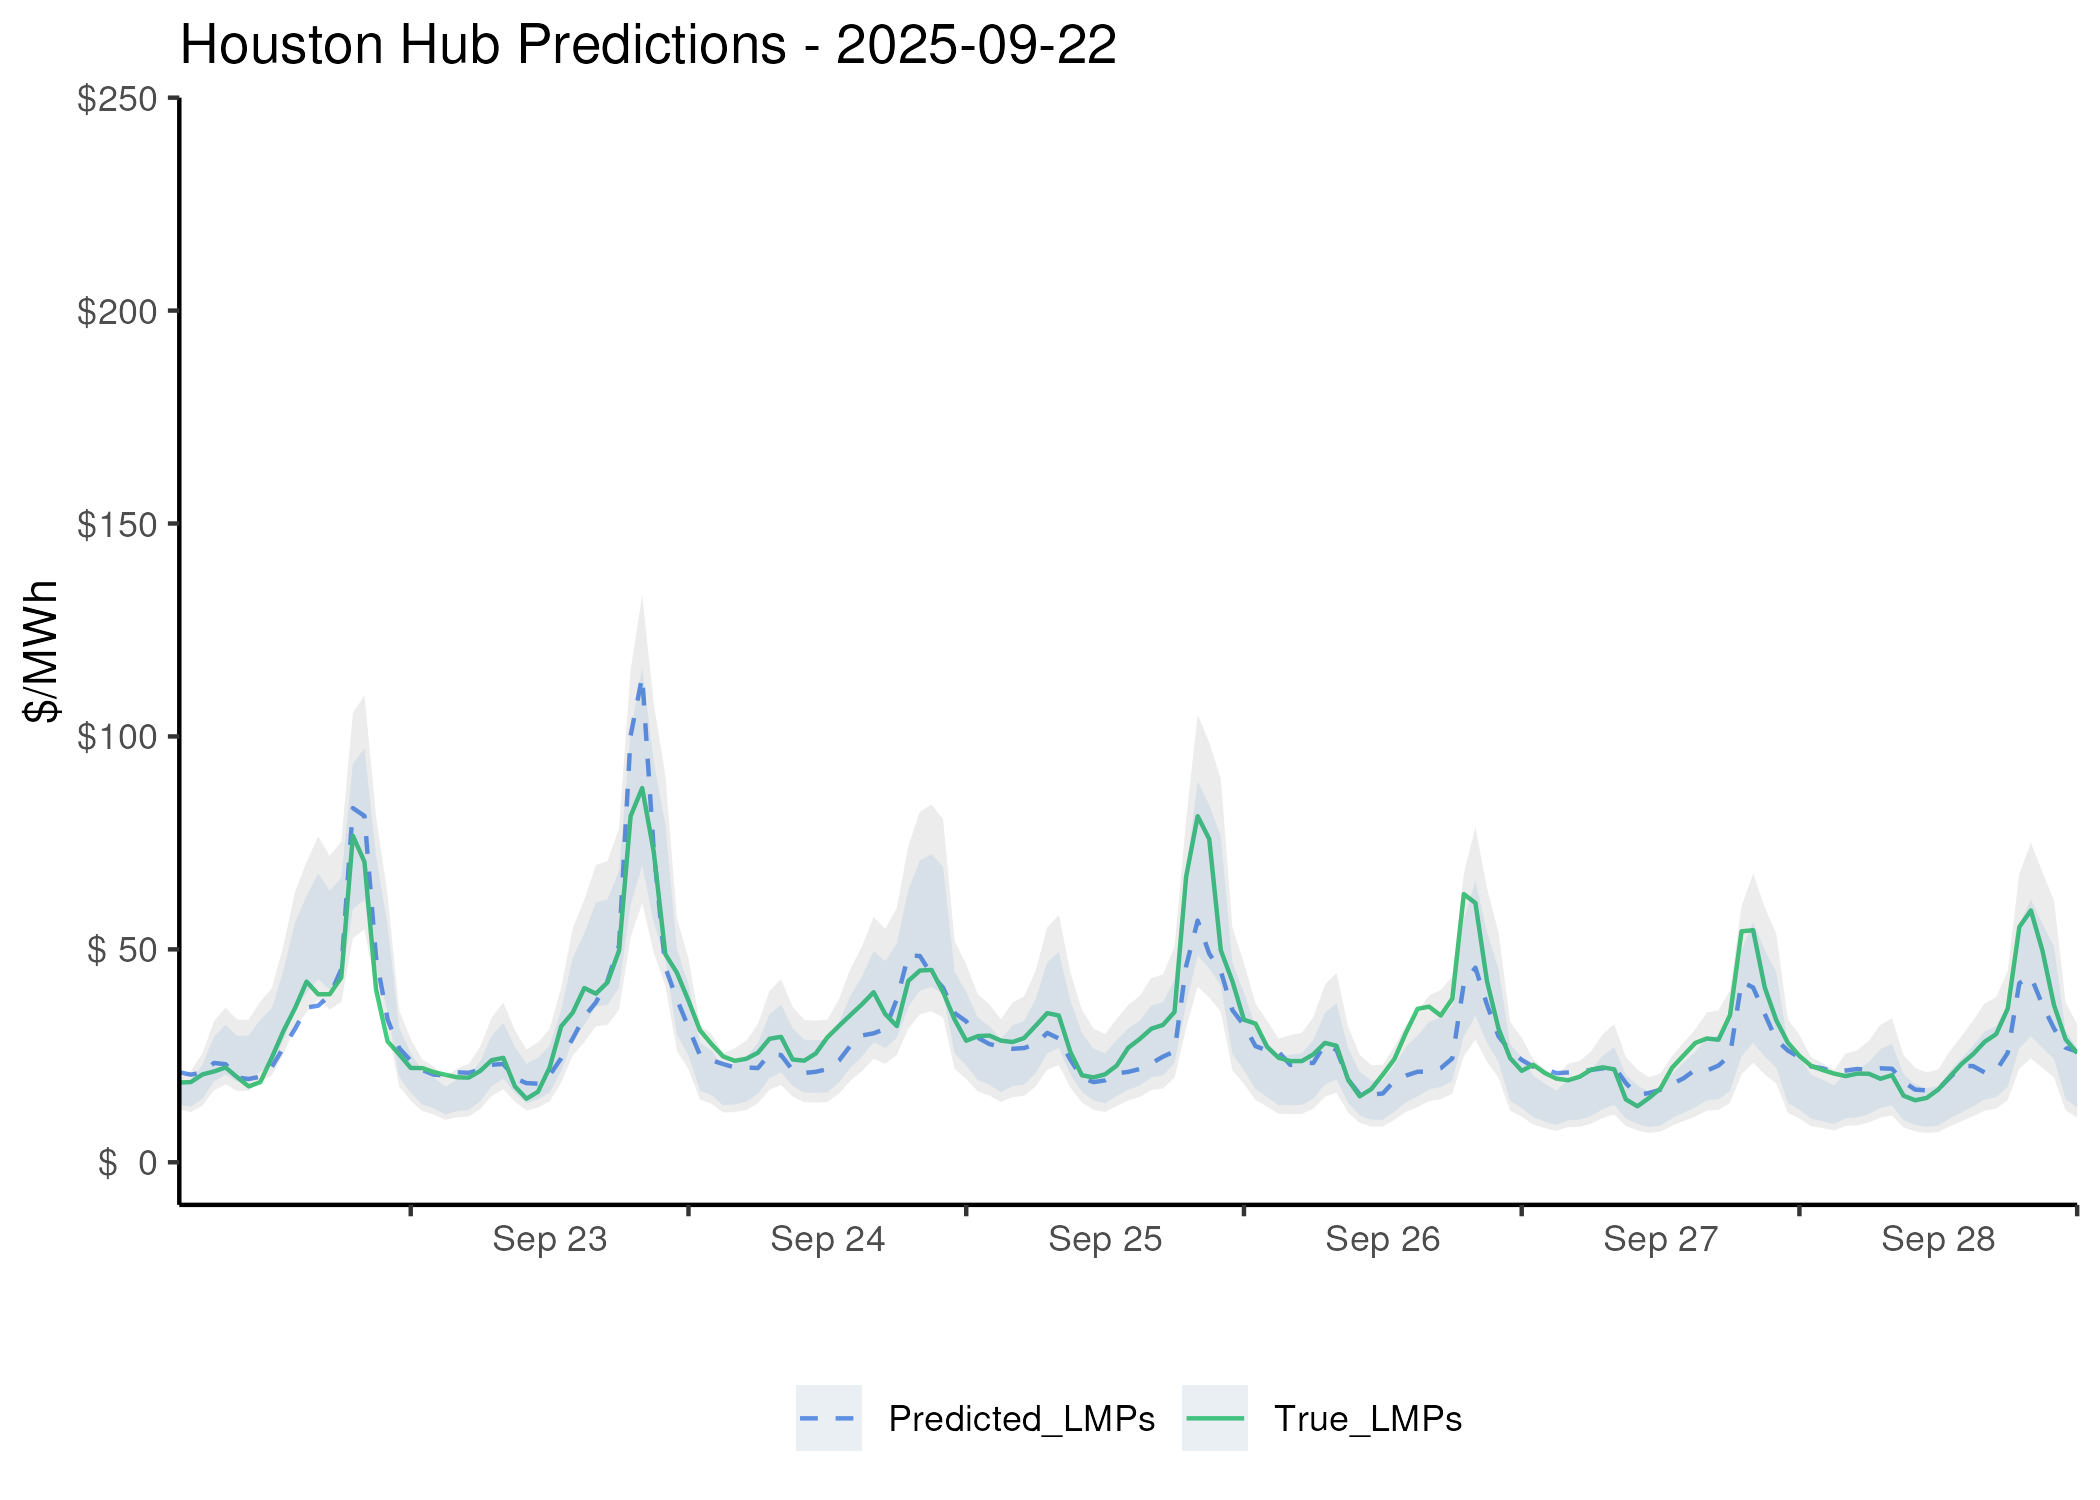 Houston Hub Predictions - 2025-09-22
$250
$200
$150
$100
$ 50
$  0
$/MWh
Sep 23 Sep 24 Sep 25 Sep 26 Sep 27 Sep 28
Predicted_LMPs True_LMPs